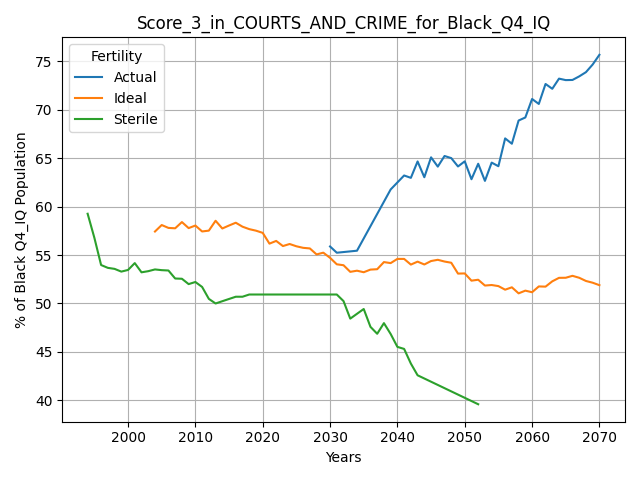 Score_3_in_COURTS_AND_CRIME_for_Black_Q4_IQ
Fertility
Actual
Ideal
Sterile
% of Black Q4_IQ Population
75
70
65
60
55
50
45
40
2000 2010 2020 2030 2040 2050 2060 2070
Years